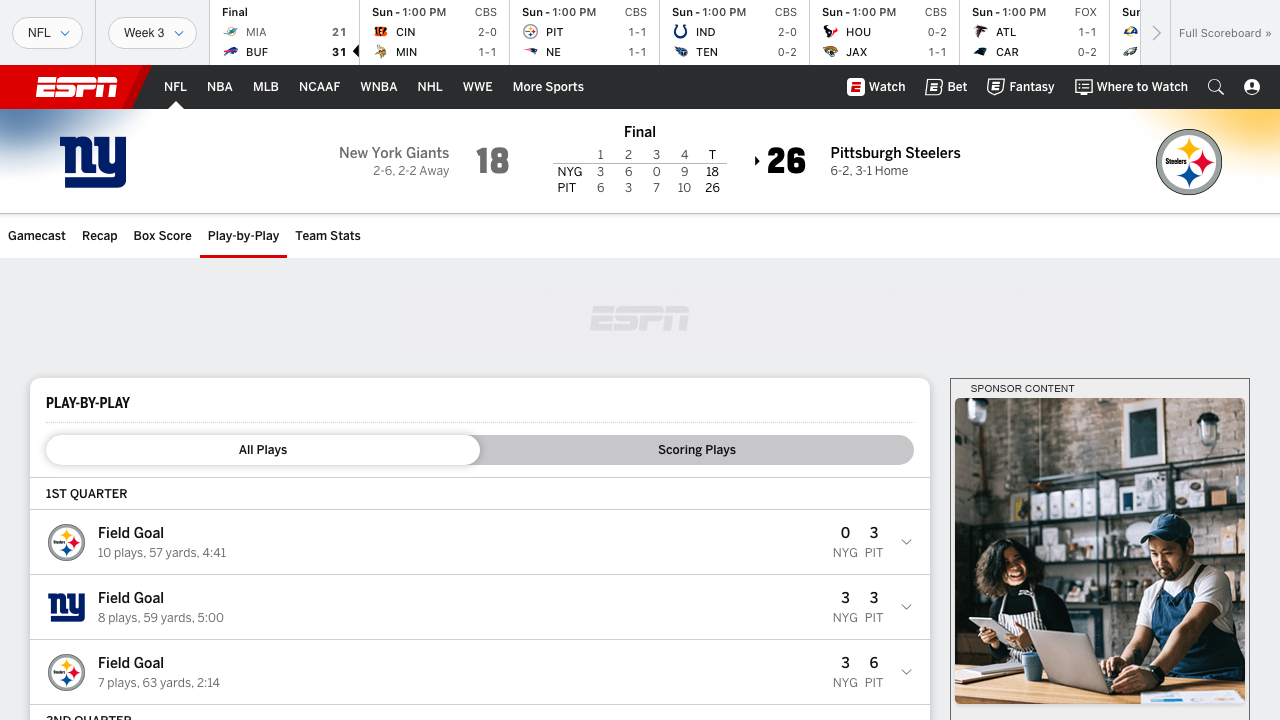 NFL
Week 3
Final
MIA 21
BUF 31
Sun - 1:00 PM CBS
CIN 2-0
MIN 1-1
Sun - 1:00 PM CBS
PIT 1-1
NE 1-1
Sun - 1:00 PM CBS
IND 2-0
TEN 0-2
Sun - 1:00 PM CBS
HOU 0-2
JAX 1-1
Sun - 1:00 PM FOX
ATL 1-1
CAR 0-2
Sun
Full Scoreboard »
ESPN
NFL NBA MLB NCAAF WNBA NHL WWE More Sports
Watch Bet Fantasy Where to Watch
ny
New York Giants
2-6, 2-2 Away
18
Final
1 2 3 4 T
NYG 3 6 0 9 18
PIT 6 3 7 10 26
26
Pittsburgh Steelers
6-2, 3-1 Home
Steelers
Gamecast Recap Box Score Play-by-Play Team Stats
ESPN
PLAY-BY-PLAY
All Plays Scoring Plays
1ST QUARTER
Steelers
Field Goal
10 plays, 57 yards, 4:41
0 3
NYG PIT
ny
Field Goal
8 plays, 59 yards, 5:00
3 3
NYG PIT
Steelers
Field Goal
7 plays, 63 yards, 2:14
3 6
NYG PIT
2ND QUARTER
SPONSOR CONTENT